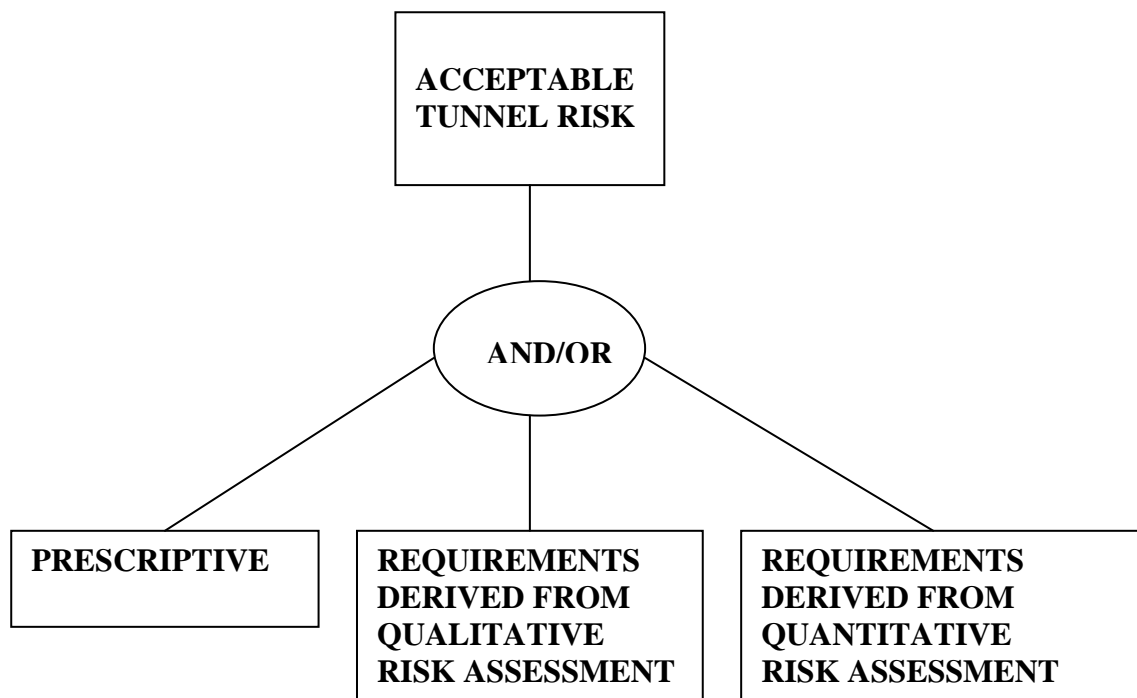 ACCEPTABLE
TUNNEL RISK
AND/OR
PRESCRIPTIVE
REQUIREMENTS
DERIVED FROM
QUALITATIVE
RISK ASSESSMENT
REQUIREMENTS
DERIVED FROM
QUANTITATIVE
RISK ASSESSMENT